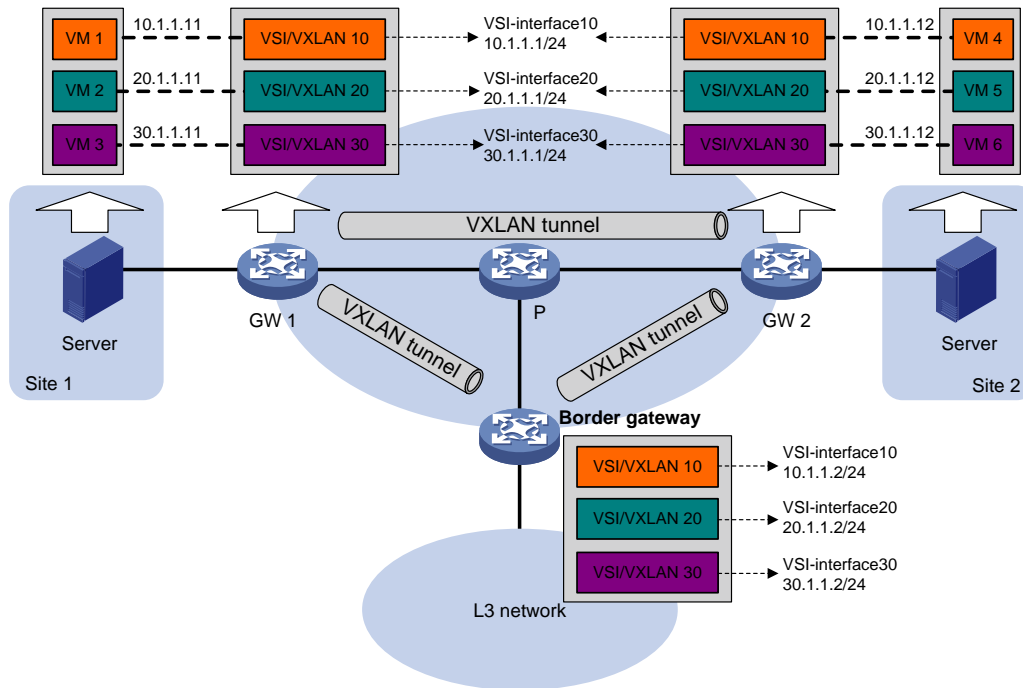 VM 1
10.1.1.11
VSI/VXLAN 10
VSI-interface10
10.1.1.1/24
VSI/VXLAN 10
10.1.1.12
VM 4
VM 2
20.1.1.11
VSI/VXLAN 20
VSI-interface20
20.1.1.1/24
VSI/VXLAN 20
20.1.1.12
VM 5
VM 3
30.1.1.11
VSI/VXLAN 30
VSI-interface30
30.1.1.1/24
VSI/VXLAN 30
30.1.1.12
VM 6
VXLAN tunnel
Server
Site 1
GW 1
VXLAN tunnel
P
VXLAN tunnel
GW 2
Server
Site 2
Border gateway
VSI/VXLAN 10
VSI-interface10
10.1.1.2/24
VSI/VXLAN 20
VSI-interface20
20.1.1.2/24
VSI/VXLAN 30
VSI-interface30
30.1.1.2/24
L3 network